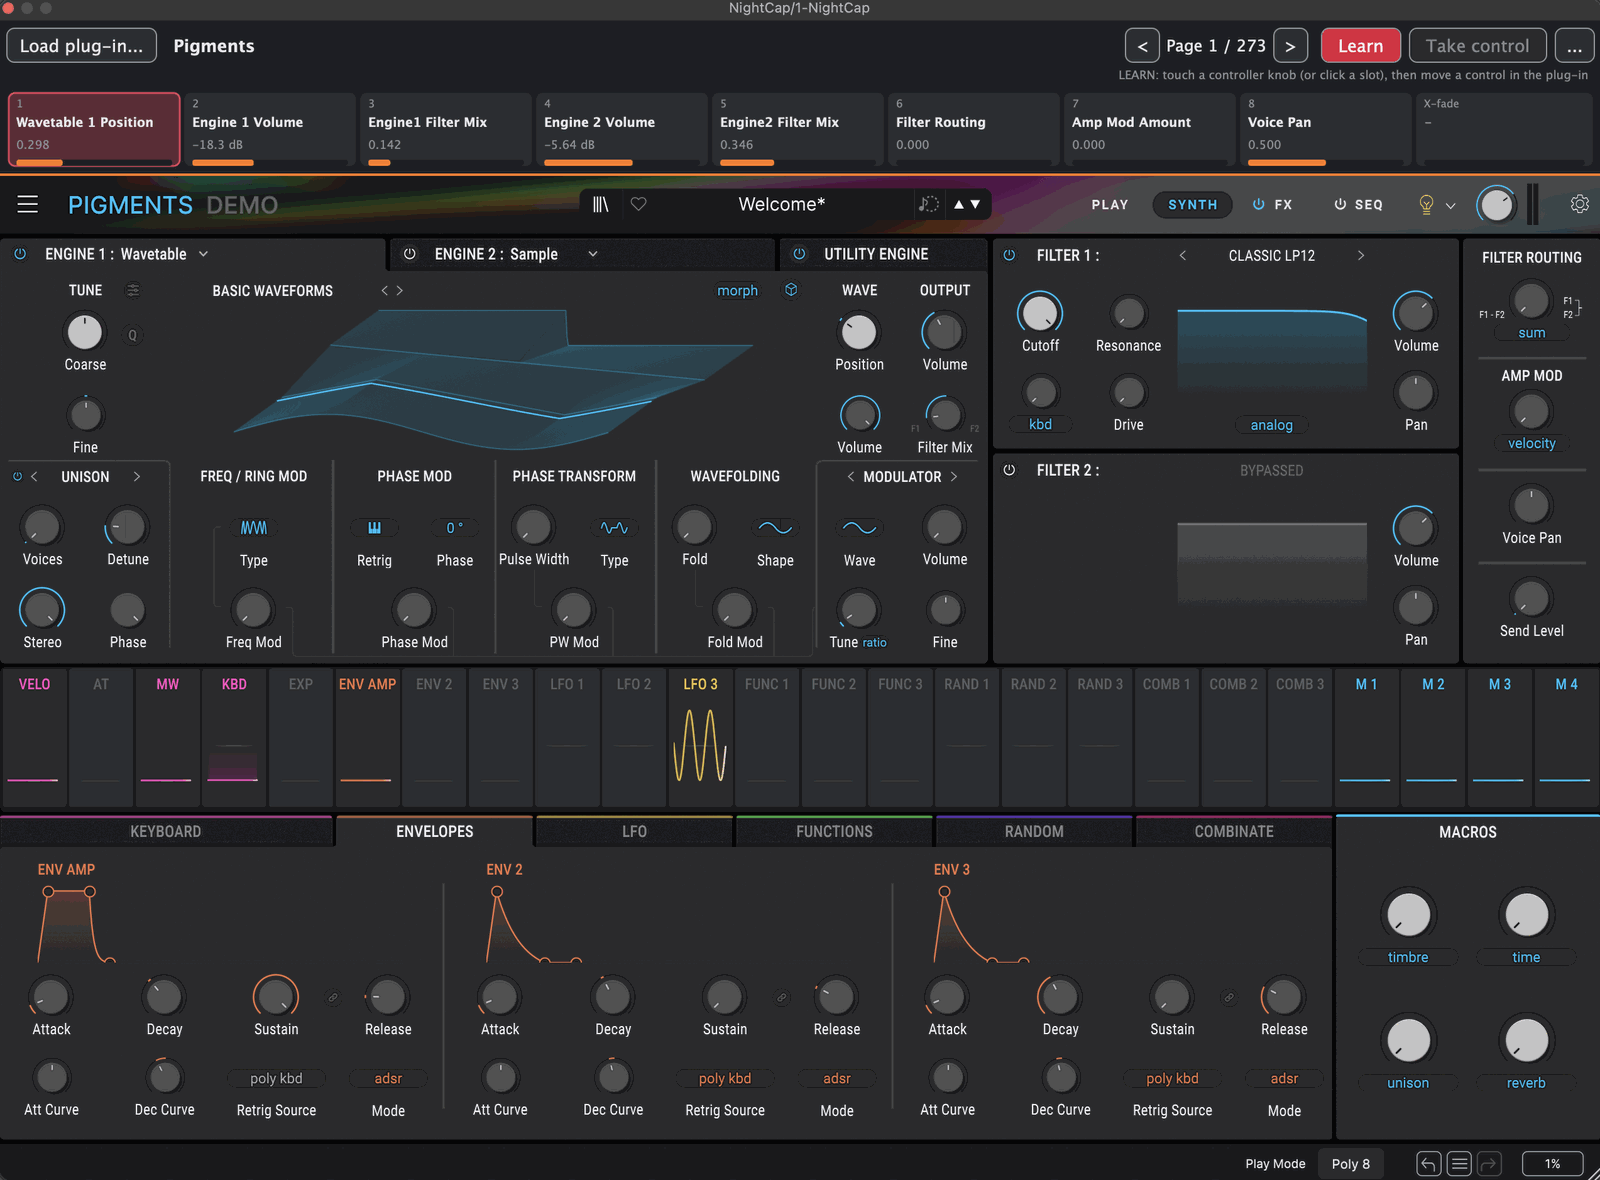 NightCap/1-NightCap
Load plug-in... Pigments < Page 1 / 273 > Learn Take control ...
LEARN: touch a controller knob (or click a slot), then move a control in the plug-in
1 2 3 4 5 6 7 8 X-fade
Wavetable 1 Position Engine 1 Volume Engine1 Filter Mix Engine 2 Volume Engine2 Filter Mix Filter Routing Amp Mod Amount Voice Pan –
0.298 -18.3 dB 0.142 -5.64 dB 0.346 0.000 0.000 0.500
PIGMENTS DEMO Welcome* PLAY SYNTH FX SEQ
ENGINE 1 : Wavetable ENGINE 2 : Sample UTILITY ENGINE FILTER 1 : < CLASSIC LP12 > FILTER ROUTING
TUNE BASIC WAVEFORMS < > morph WAVE OUTPUT
F1 - F2 F1 F2
sum
Q
Coarse Position Volume Cutoff Resonance Volume
AMP MOD
Fine Volume F1 F2 Filter Mix kbd Drive analog Pan
velocity
< UNISON > FREQ / RING MOD PHASE MOD PHASE TRANSFORM WAVEFOLDING < MODULATOR > FILTER 2 : BYPASSED
0 °
Voices Detune Type Retrig Phase Pulse Width Type Fold Shape Wave Volume Volume Voice Pan
Stereo Phase Freq Mod Phase Mod PW Mod Fold Mod Tune ratio Fine Pan Send Level
VELO AT MW KBD EXP ENV AMP ENV 2 ENV 3 LFO 1 LFO 2 LFO 3 FUNC 1 FUNC 2 FUNC 3 RAND 1 RAND 2 RAND 3 COMB 1 COMB 2 COMB 3 M 1 M 2 M 3 M 4
KEYBOARD ENVELOPES LFO FUNCTIONS RANDOM COMBINATE MACROS
ENV AMP ENV 2 ENV 3
timbre time
Attack Decay Sustain Release Attack Decay Sustain Release Attack Decay Sustain Release
poly kbd adsr poly kbd adsr poly kbd adsr unison reverb
Att Curve Dec Curve Retrig Source Mode Att Curve Dec Curve Retrig Source Mode Att Curve Dec Curve Retrig Source Mode
Play Mode Poly 8 1%